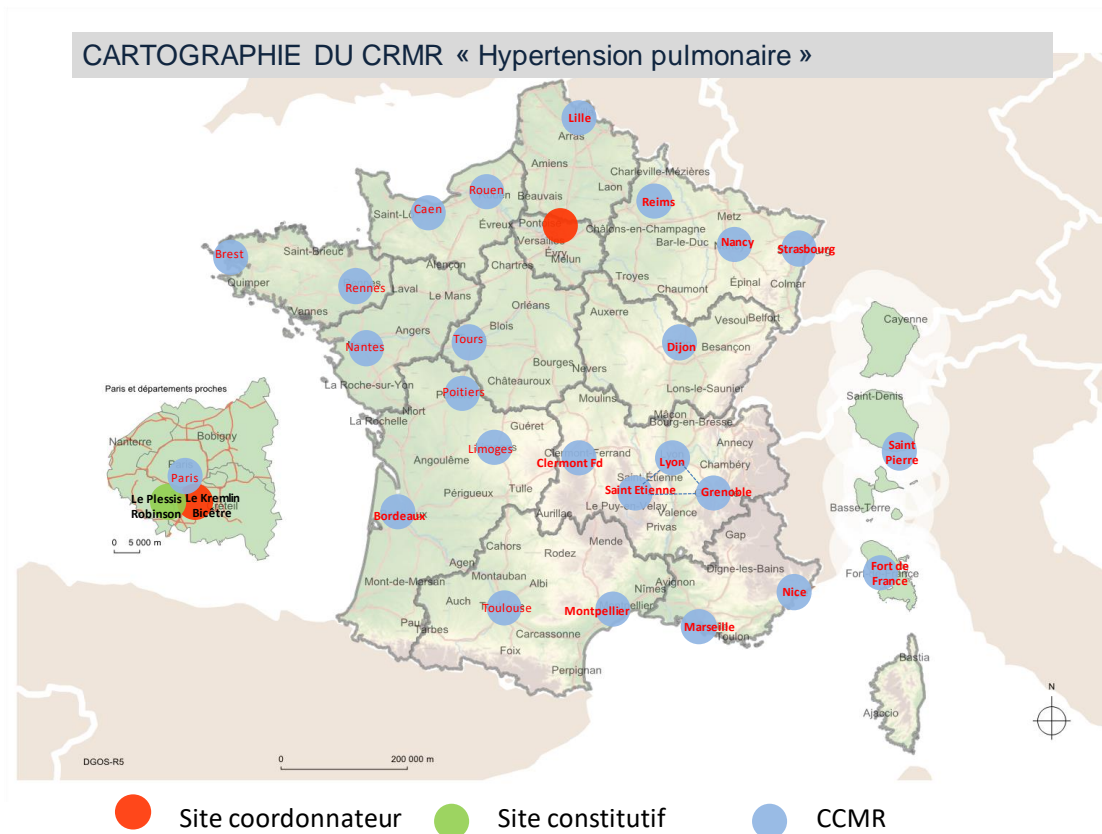 CARTOGRAPHIE DU CRMR « Hypertension pulmonaire »
Lille
Arras
Amiens
Charleville-Mézières
Rouen
Beauvais
Laon
Reims
Caen
Metz
Évreux
Châlons-en-Champagne
Nancy
Strasbourg
Versailles
Bar-le-Duc
Brest
Saint-Brieuc
Évry
Melun
Alençon
Chartres
Troyes
Épinal
Colmar
Quimper
Rennes
Laval
Le Mans
Chaumont
Orléans
Vannes
Auxerre
Vesoul
Belfort
Cayenne
Angers
Blois
Nantes
Tours
Dijon
Besançon
Bourges
Nevers
Paris et départements proches
La Roche-sur-Yon
Châteauroux
Lons-le-Saunier
Poitiers
Moulins
Saint-Denis
Niort
Mâcon
La Rochelle
Bourg-en-Bresse
Guéret
Nanterre
Bobigny
Annecy
Limoges
Saint
Pierre
Angoulême
Clermont-Ferrand
Clermont Fd
Lyon
Chambéry
Paris
Saint-Étienne
Tulle
Saint Etienne
Grenoble
Périgueux
Le Plessis
Robinson
Le Kremlin
Bicêtre
Créteil
Le Puy-en-Velay
Basse-Terre
Bordeaux
Aurillac
Valence
Privas
0 5 000 m
Gap
Mende
Cahors
Rodez
Agen
Fort de
France
Digne-les-Bains
Mont-de-Marsan
Montauban
Albi
Avignon
Nîmes
Nice
Auch
Toulouse
Montpellier
Pau
Tarbes
Marseille
Toulon
Carcassonne
Foix
Bastia
Perpignan
N
Ajaccio
DGOS-R5
0 200 000 m
Site coordonnateur
Site constitutif
CCMR